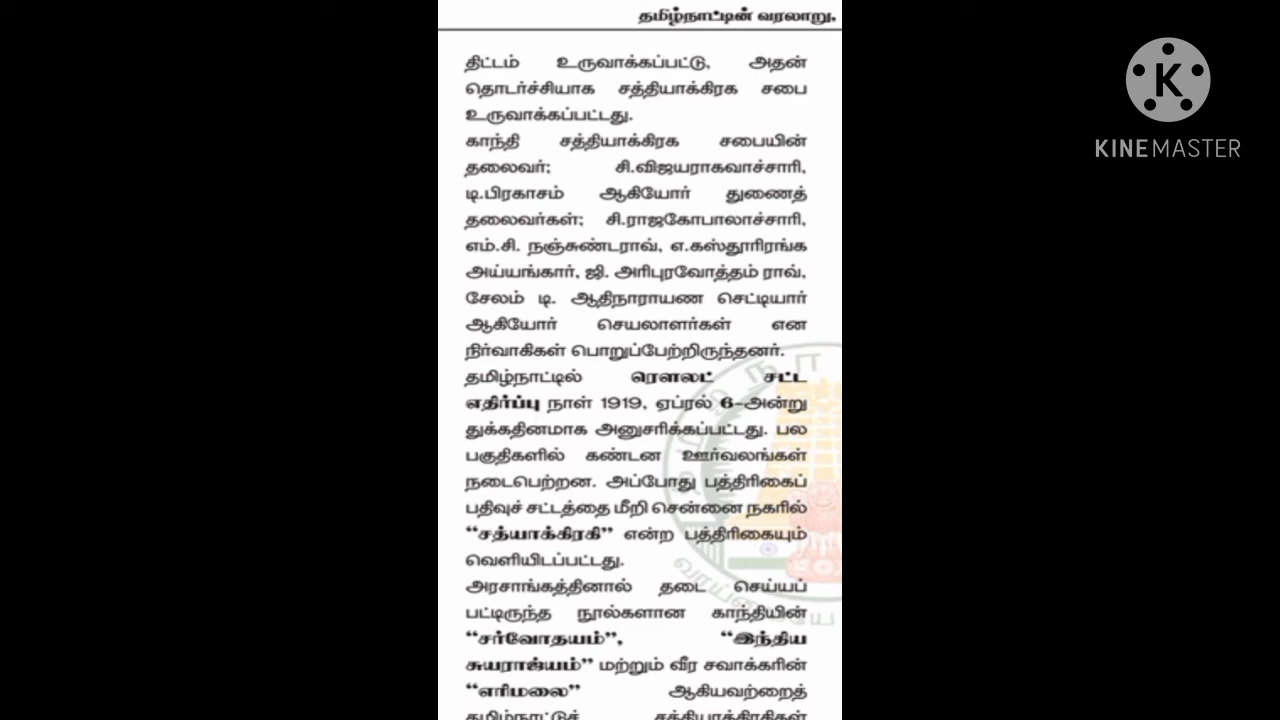 தமிழ்நாட்டின் வரலாறு,
திட்டம் உருவாக்கப்பட்டு, அதன்
தொடர்ச்சியாக சத்தியாக்கிரக சபை
உருவாக்கப்பட்டது.
காந்தி சத்தியாக்கிரக சபையின்
தலைவர்; சி.விஜயராகவாச்சாரி,
டி.பிரகாசம் ஆகியோர் துணைத்
தலைவர்கள்; சி.ராஜகோபாலாச்சாரி,
எம்.சி. நஞ்சுண்டராவ், எ.கஸ்தூரிரங்க
அய்யங்கார், ஜி. அரிபுரவோத்தம் ராவ்,
சேலம் டி. ஆதிநாராயண செட்டியார்
ஆகியோர் செயலாளர்கள் என
நிர்வாகிகள் பொறுப்பேற்றிருந்தனர்.
தமிழ்நாட்டில் ரௌலட் சட்ட
எதிர்ப்பு நாள் 1919, ஏப்ரல் 6-அன்று
துக்கதினமாக அனுசரிக்கப்பட்டது. பல
பகுதிகளில் கண்டன ஊர்வலங்கள்
நடைபெற்றன. அப்போது பத்திரிகைப்
பதிவுச் சட்டத்தை மீறி சென்னை நகரில்
“சத்யாக்கிரகி” என்ற பத்திரிகையும்
வெளியிடப்பட்டது.
அரசாங்கத்தினால் தடை செய்யப்
பட்டிருந்த நூல்களான காந்தியின்
“சர்வோதயம்”, “இந்திய
சுயராஜ்யம்” மற்றும் வீர சவாக்கரின்
“எரிமலை” ஆகியவற்றைத்
தமிழ்நாட்டுச் சத்தியாக்கிரகிகள்
K
KINEMASTER